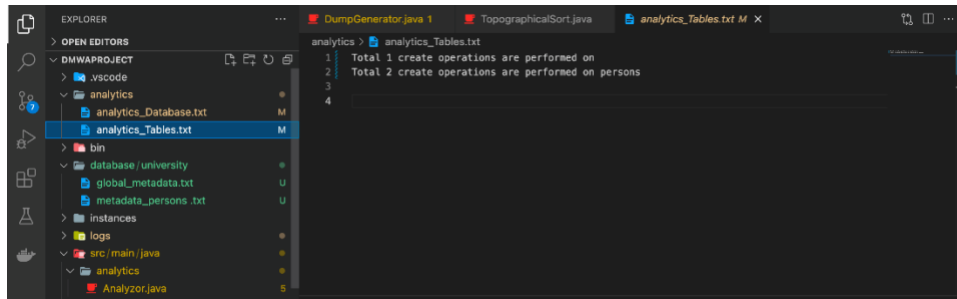 EXPLORER
···
DumpGenerator.java 1
TopographicalSort.java
analytics_Tables.txt M
OPEN EDITORS
analytics > analytics_Tables.txt
DMWAPROJECT
1 Total 1 create operations are performed on
2 Total 2 create operations are performed on persons
3
4
.vscode
analytics
analytics_Database.txt M
analytics_Tables.txt M
bin
database/university
global_metadata.txt U
metadata_persons .txt U
instances
logs
src/main/java
analytics
Analyzor.java 5
7